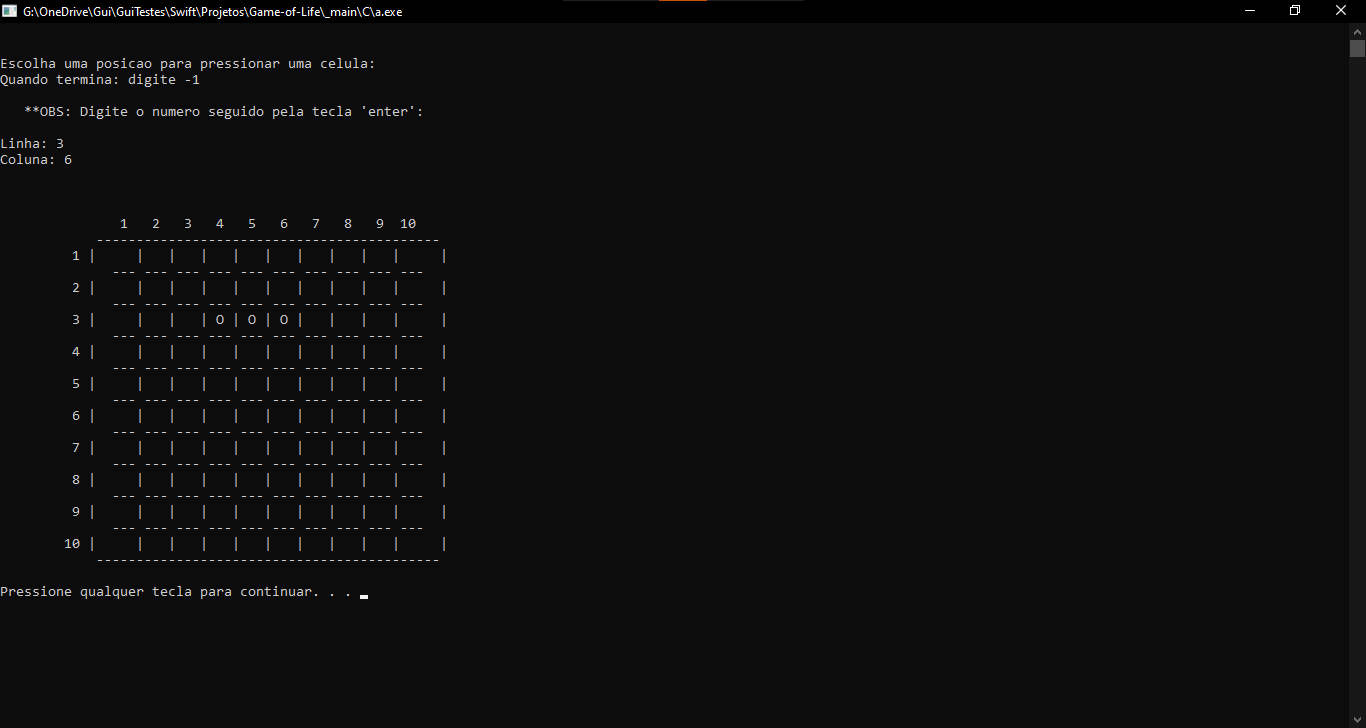 G:\OneDrive\Gui\GuiTestes\Swift\Projetos\Game-of-Life\_main\C\a.exe
Escolha uma posicao para pressionar uma celula:
Quando termina: digite -1
**OBS: Digite o numero seguido pela tecla 'enter':
Linha: 3
Coluna: 6
1 2 3 4 5 6 7 8 9 10
-------------------------------------------
1 | | | | | | | | | | |
--- --- --- --- --- --- --- --- --- ---
2 | | | | | | | | | | |
--- --- --- --- --- --- --- --- --- ---
3 | | | | O | O | O | | | | |
--- --- --- --- --- --- --- --- --- ---
4 | | | | | | | | | | |
--- --- --- --- --- --- --- --- --- ---
5 | | | | | | | | | | |
--- --- --- --- --- --- --- --- --- ---
6 | | | | | | | | | | |
--- --- --- --- --- --- --- --- --- ---
7 | | | | | | | | | | |
--- --- --- --- --- --- --- --- --- ---
8 | | | | | | | | | | |
--- --- --- --- --- --- --- --- --- ---
9 | | | | | | | | | | |
--- --- --- --- --- --- --- --- --- ---
10 | | | | | | | | | | |
-------------------------------------------
Pressione qualquer tecla para continuar. . .